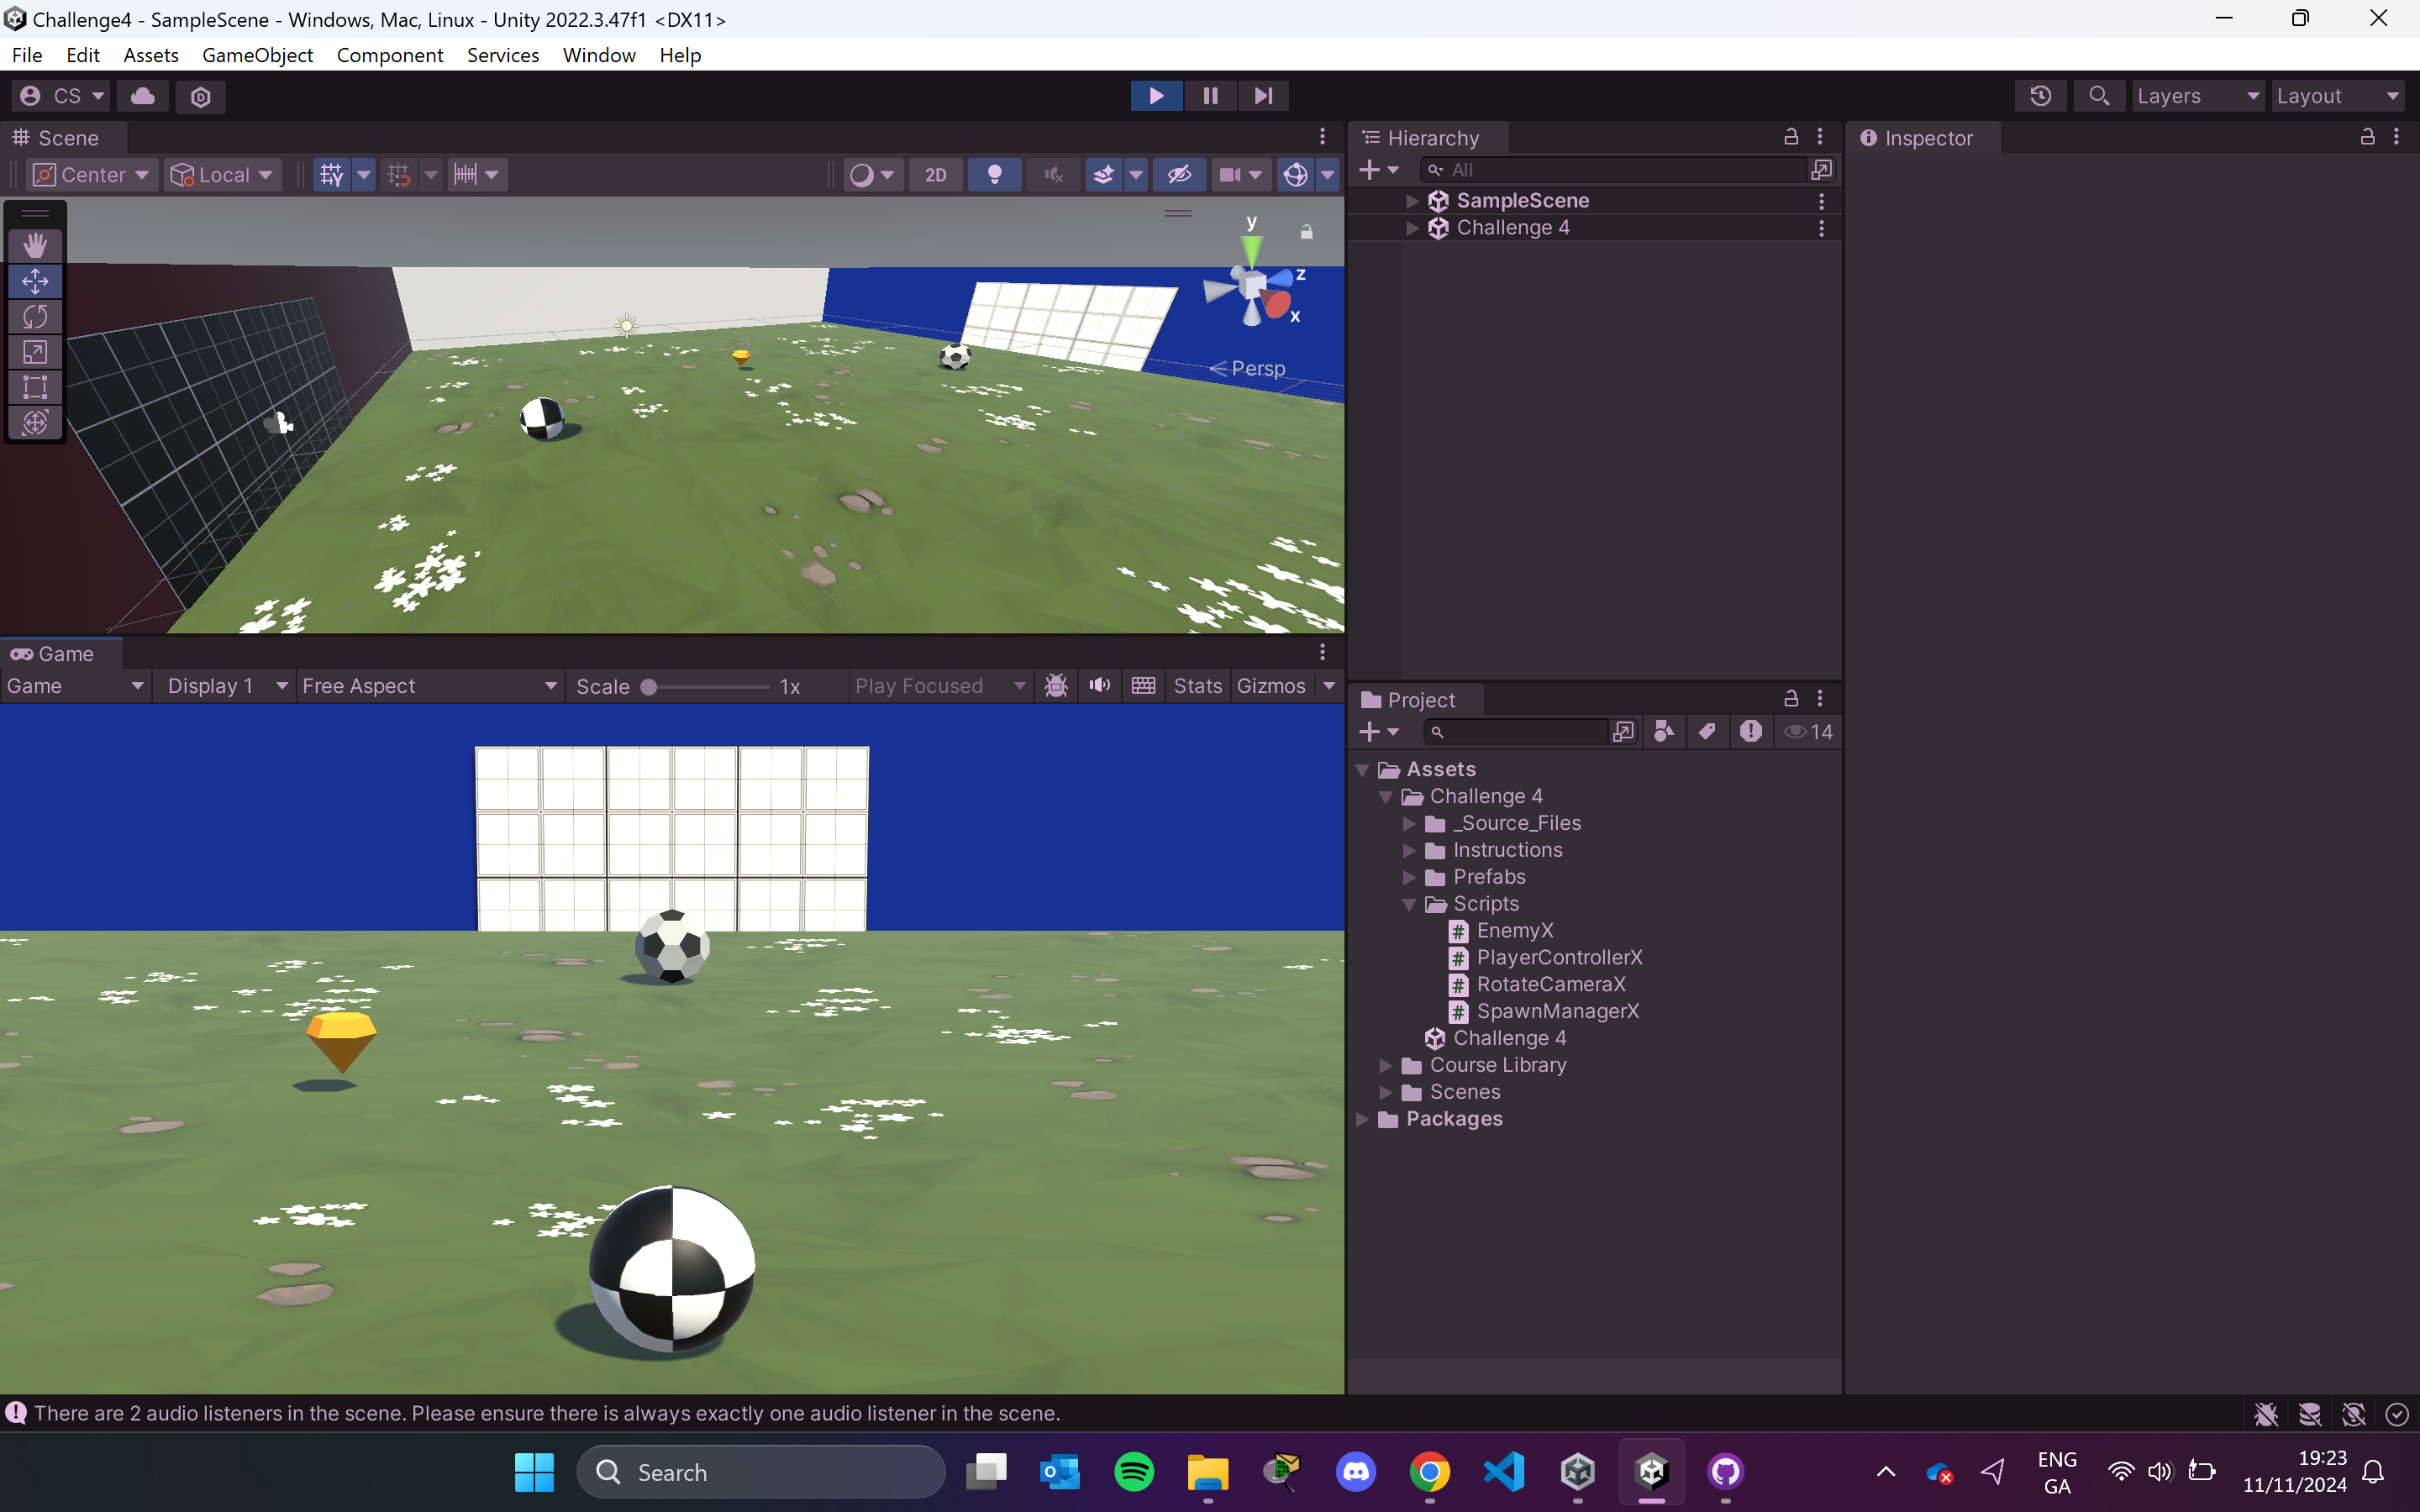 Challenge4 - SampleScene - Windows, Mac, Linux - Unity 2022.3.47f1 <DX11>
File Edit Assets GameObject Component Services Window Help
CS Layers Layout
Scene
Center Local 2D
y
z
x
Persp
Hierarchy
All
SampleScene
Challenge 4
Inspector
Game
Game Display 1 Free Aspect Scale 1x Play Focused Stats Gizmos
Project
14
Assets
Challenge 4
_Source_Files
Instructions
Prefabs
Scripts
EnemyX
PlayerControllerX
RotateCameraX
SpawnManagerX
Challenge 4
Course Library
Scenes
Packages
There are 2 audio listeners in the scene. Please ensure there is always exactly one audio listener in the scene.
Search
ENG
GA
19:23
11/11/2024